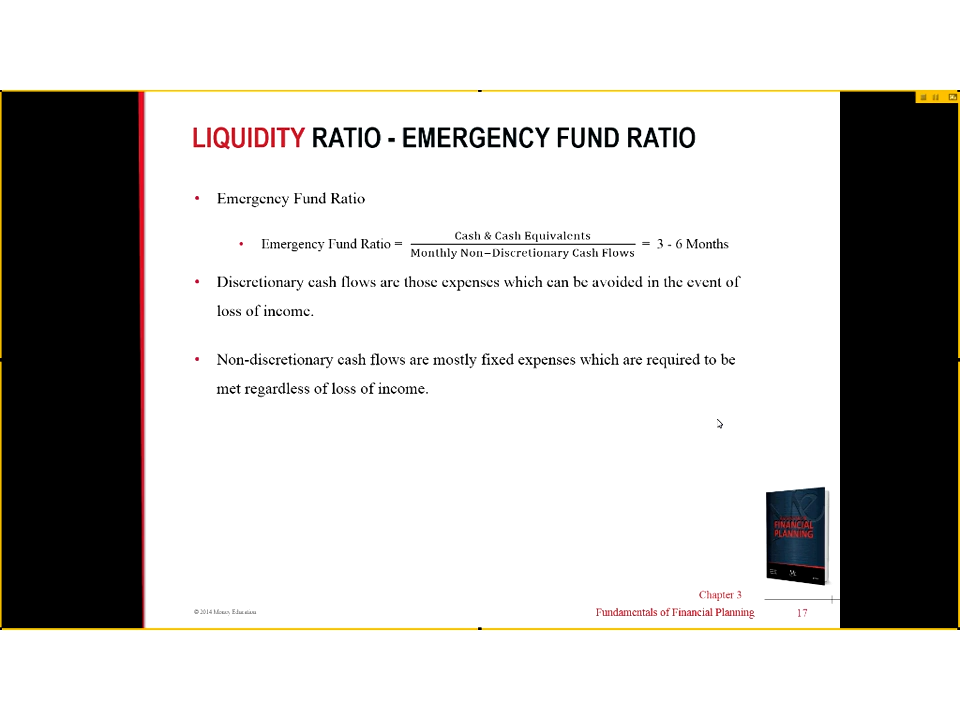 LIQUIDITY RATIO - EMERGENCY FUND RATIO
• Emergency Fund Ratio
• Emergency Fund Ratio = Cash & Cash Equivalents / Monthly Non–Discretionary Cash Flows = 3 - 6 Months
• Discretionary cash flows are those expenses which can be avoided in the event of
loss of income.
• Non-discretionary cash flows are mostly fixed expenses which are required to be
met regardless of loss of income.
FINANCIAL
PLANNING
Chapter 3
© 2014 Money Education
Fundamentals of Financial Planning
17